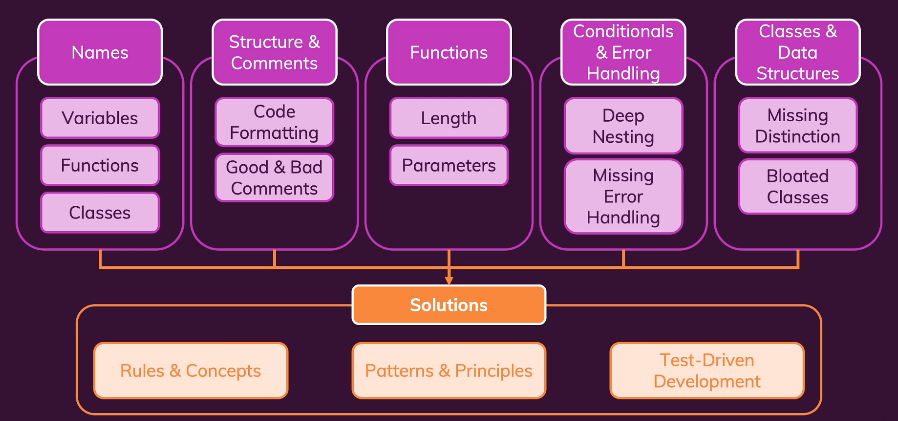 Names
Variables
Functions
Classes
Structure &
Comments
Code
Formatting
Good & Bad
Comments
Functions
Length
Parameters
Conditionals
& Error
Handling
Deep
Nesting
Missing
Error
Handling
Classes &
Data
Structures
Missing
Distinction
Bloated
Classes
Solutions
Rules & Concepts
Patterns & Principles
Test-Driven
Development